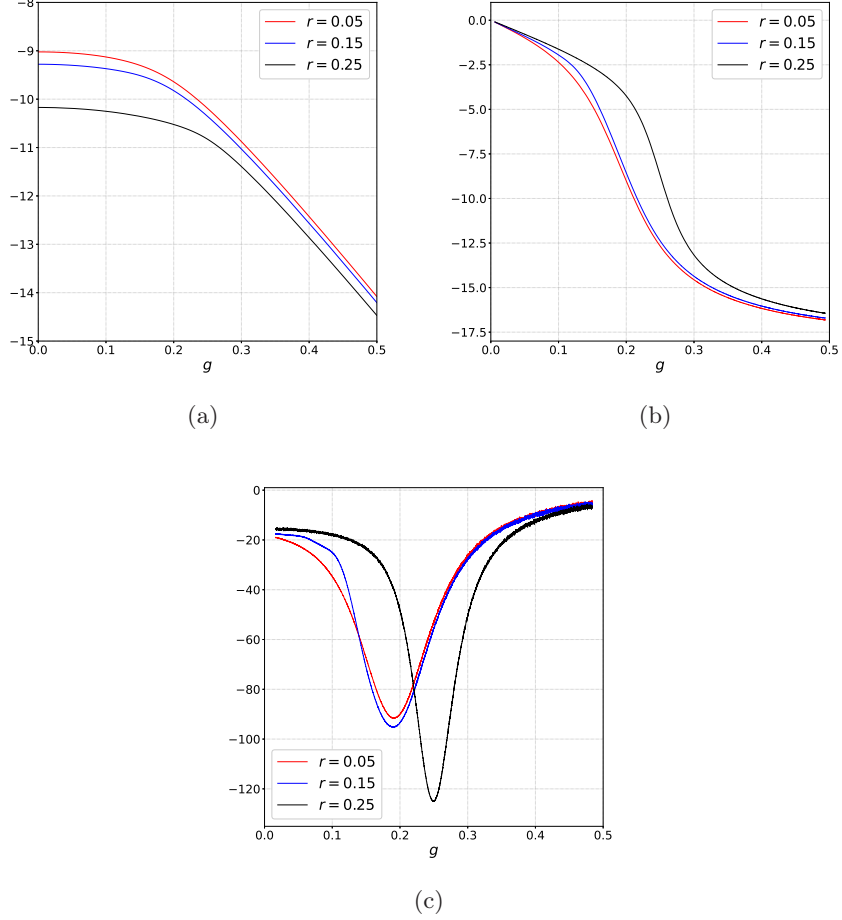 −8
−9
−10
−11
−12
−13
−14
−15
0.0 0.1 0.2 0.3 0.4 0.5
g
r = 0.05
r = 0.15
r = 0.25
(a)
0.0
−2.5
−5.0
−7.5
−10.0
−12.5
−15.0
−17.5
0.0 0.1 0.2 0.3 0.4 0.5
g
r = 0.05
r = 0.15
r = 0.25
(b)
0
−20
−40
−60
−80
−100
−120
r = 0.05
r = 0.15
r = 0.25
0.0 0.1 0.2 0.3 0.4 0.5
g
(c)